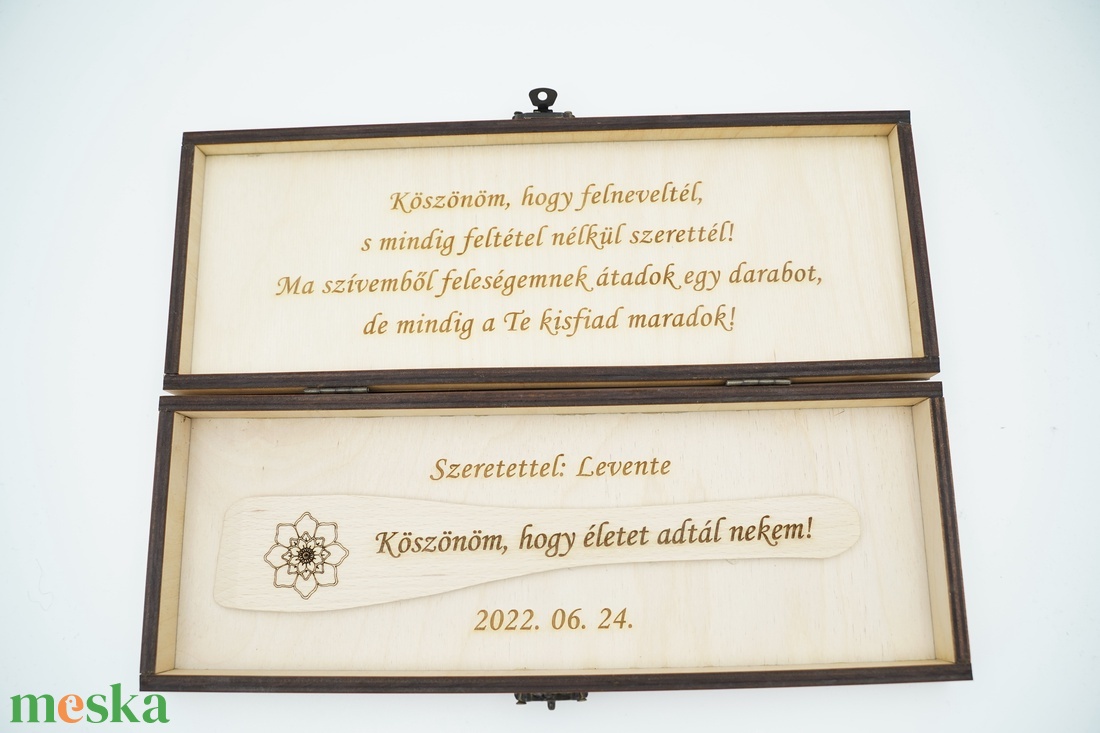 Köszönöm, hogy felneveltél,
s mindig feltétel nélkül szerettél!
Ma szívemből feleségemnek átadok egy darabot,
de mindig a Te kisfiad maradok!
Szeretettel: Levente
Köszönöm, hogy életet adtál nekem!
2022. 06. 24.
meska